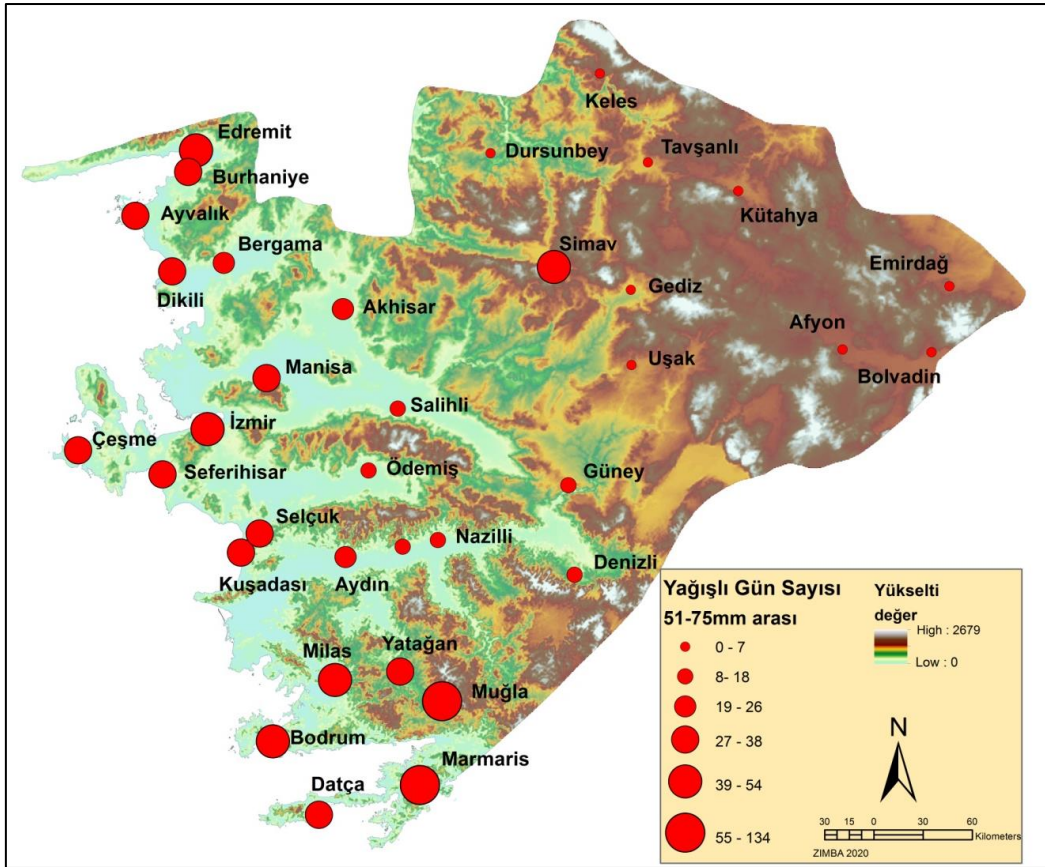 Keles
Edremit
Dursunbey
Tavşanlı
Burhaniye
Kütahya
Ayvalık
Bergama
Simav
Emirdağ
Dikili
Gediz
Akhisar
Afyon
Uşak
Bolvadin
Manisa
Salihli
İzmir
Çeşme
Seferihisar
Ödemiş
Güney
Selçuk
Nazilli
Kuşadası
Aydın
Denizli
Milas
Yatağan
Muğla
Bodrum
Marmaris
Datça
Yağışlı Gün Sayısı
51-75mm arası
0 - 7
8- 18
19 - 26
27 - 38
39 - 54
55 - 134
Yükselti
değer
High : 2679
Low : 0
N
30 15 0 30 60
Kilometers
ZIMBA 2020